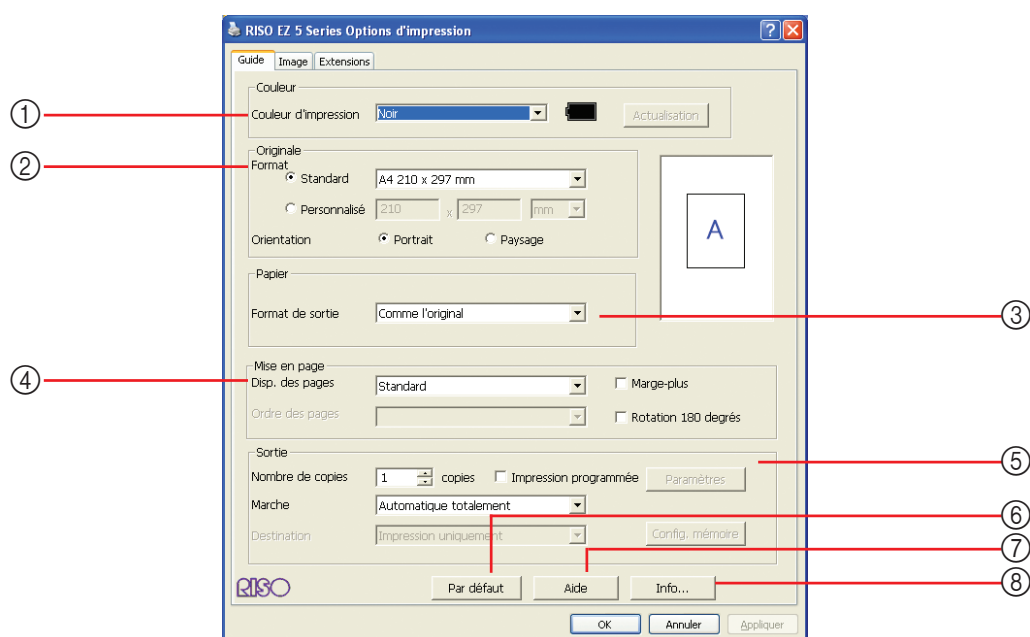 RISO EZ 5 Series Options d'impression
Guide Image Extensions
Couleur
① Couleur d'impression Noir Actualisation
Originale
② Format
Standard A4 210 x 297 mm
Personnalisé 210 x 297 mm
A
Orientation Portrait Paysage
Papier
Format de sortie Comme l'original ③
Mise en page
④ Disp. des pages Standard Marge-plus
Ordre des pages Rotation 180 degrés
Sortie
⑤
Nombre de copies 1 copies Impression programmée Paramètres
Marche Automatique totalement ⑥
Destination Impression uniquement Config. mémoire
⑦
RISO Par défaut Aide Info... ⑧
OK Annuler Appliquer